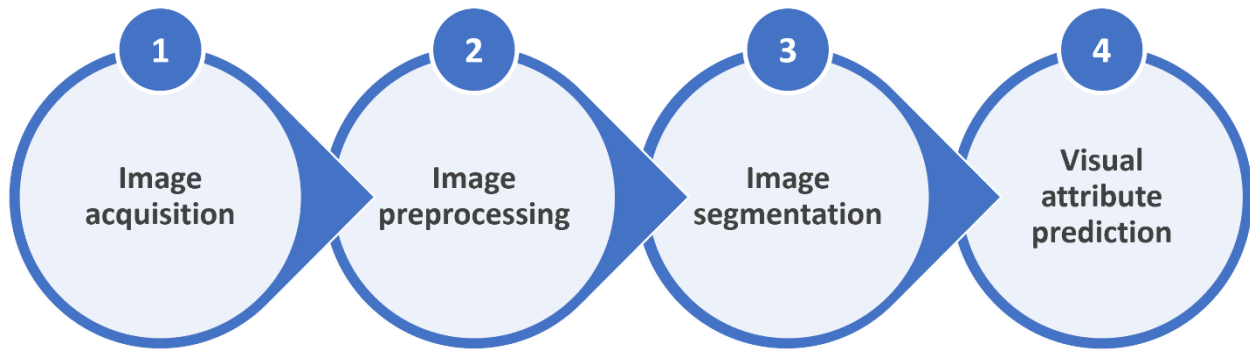 1
Image
acquisition
2
Image
preprocessing
3
Image
segmentation
4
Visual
attribute
prediction